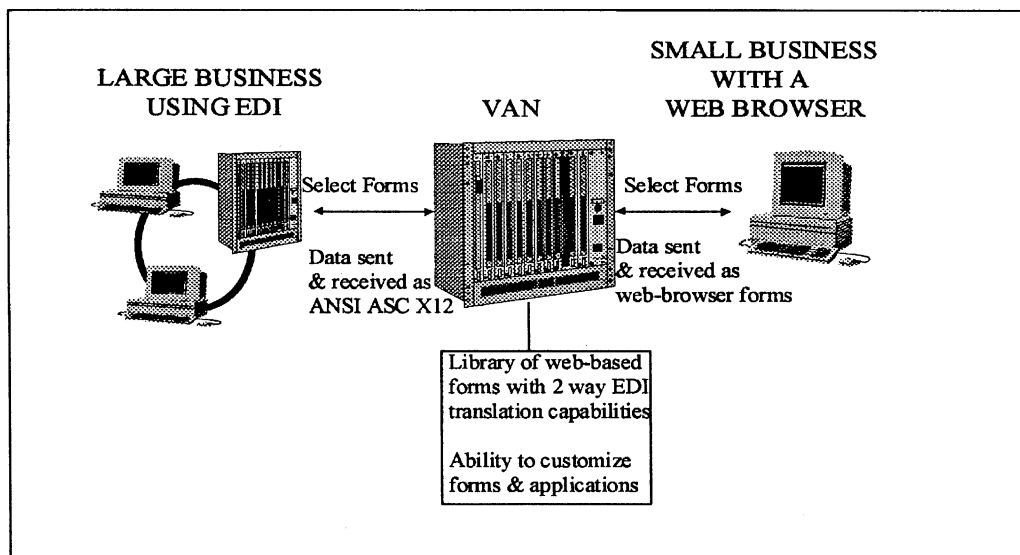 LARGE BUSINESS
USING EDI
VAN
SMALL BUSINESS
WITH A
WEB BROWSER
Select Forms
Data sent
& received as
ANSI ASC X12
Select Forms
Data sent
& received as
web-browser forms
Library of web-based
forms with 2 way EDI
translation capabilities
Ability to customize
forms & applications